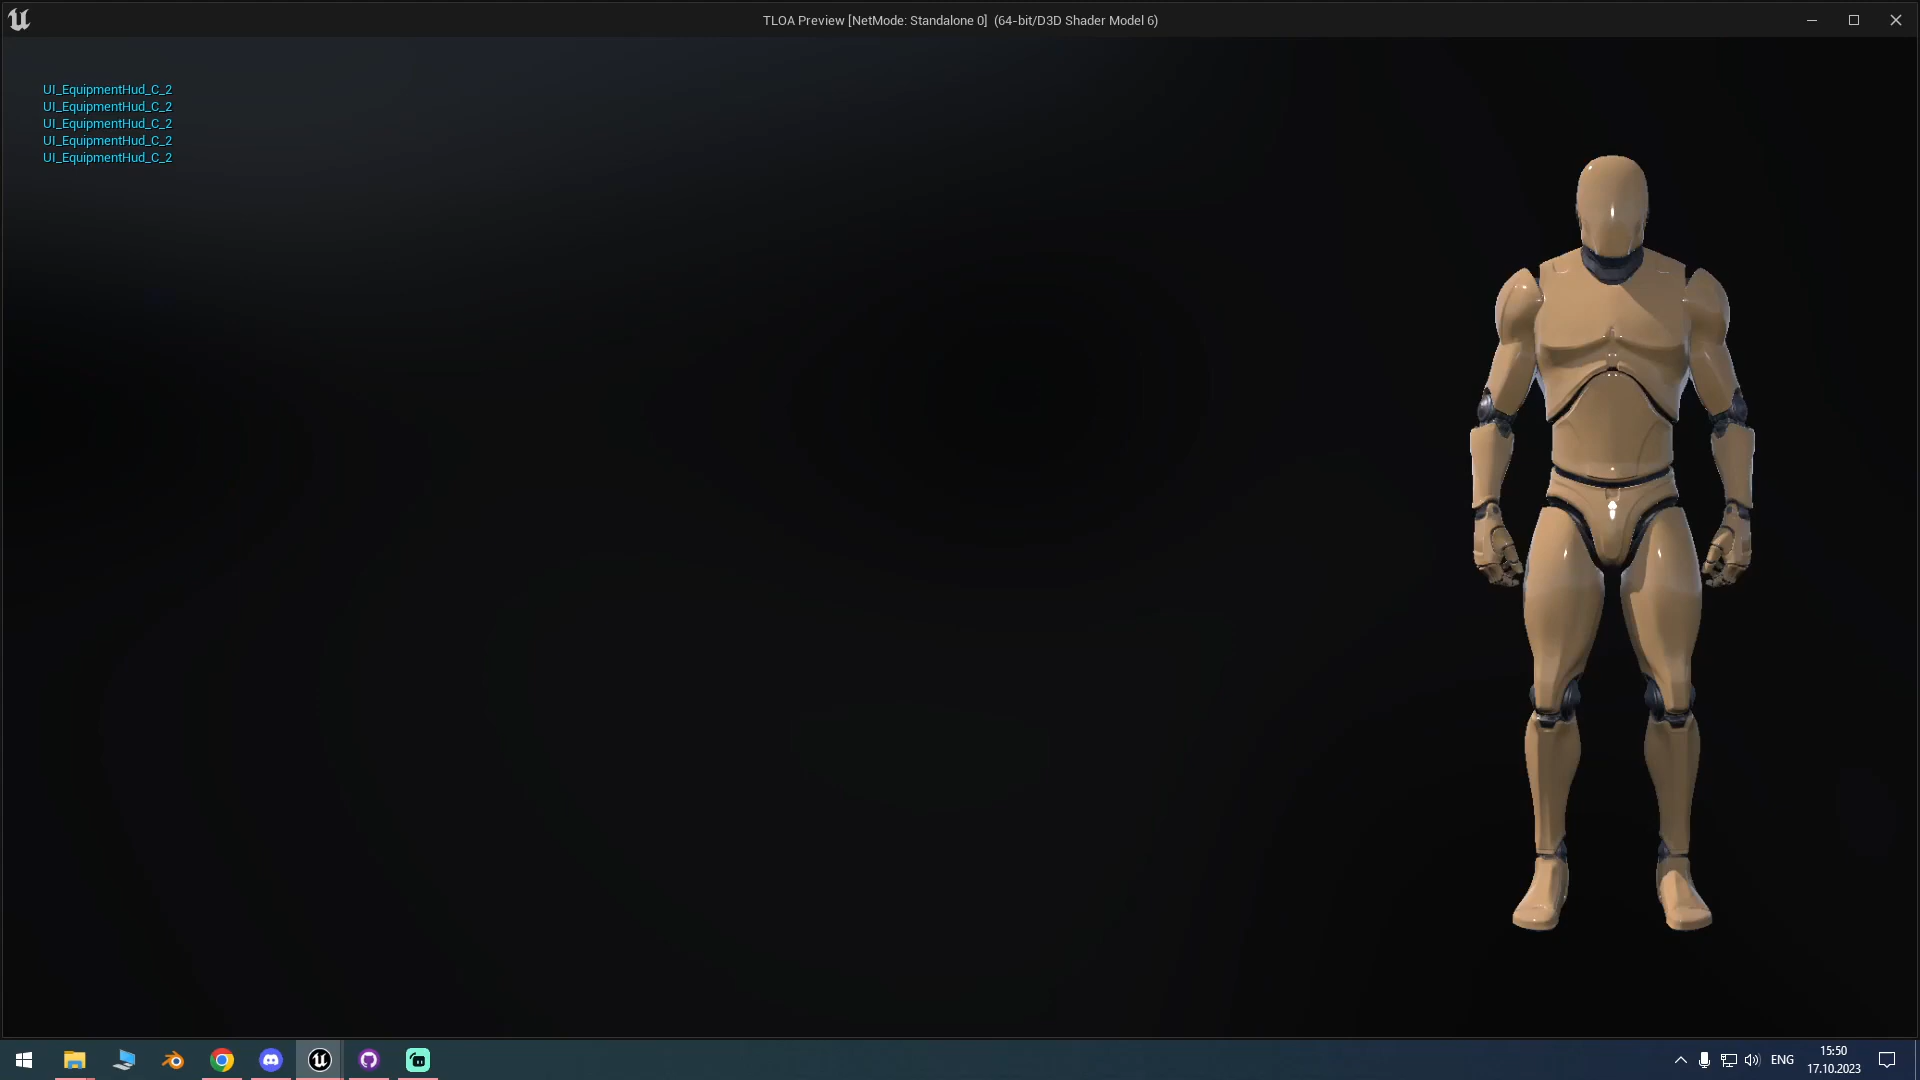 TLOA Preview [NetMode: Standalone 0]  (64-bit/D3D Shader Model 6)
UI_EquipmentHud_C_2
UI_EquipmentHud_C_2
UI_EquipmentHud_C_2
UI_EquipmentHud_C_2
UI_EquipmentHud_C_2
ENG
15:50
17.10.2023